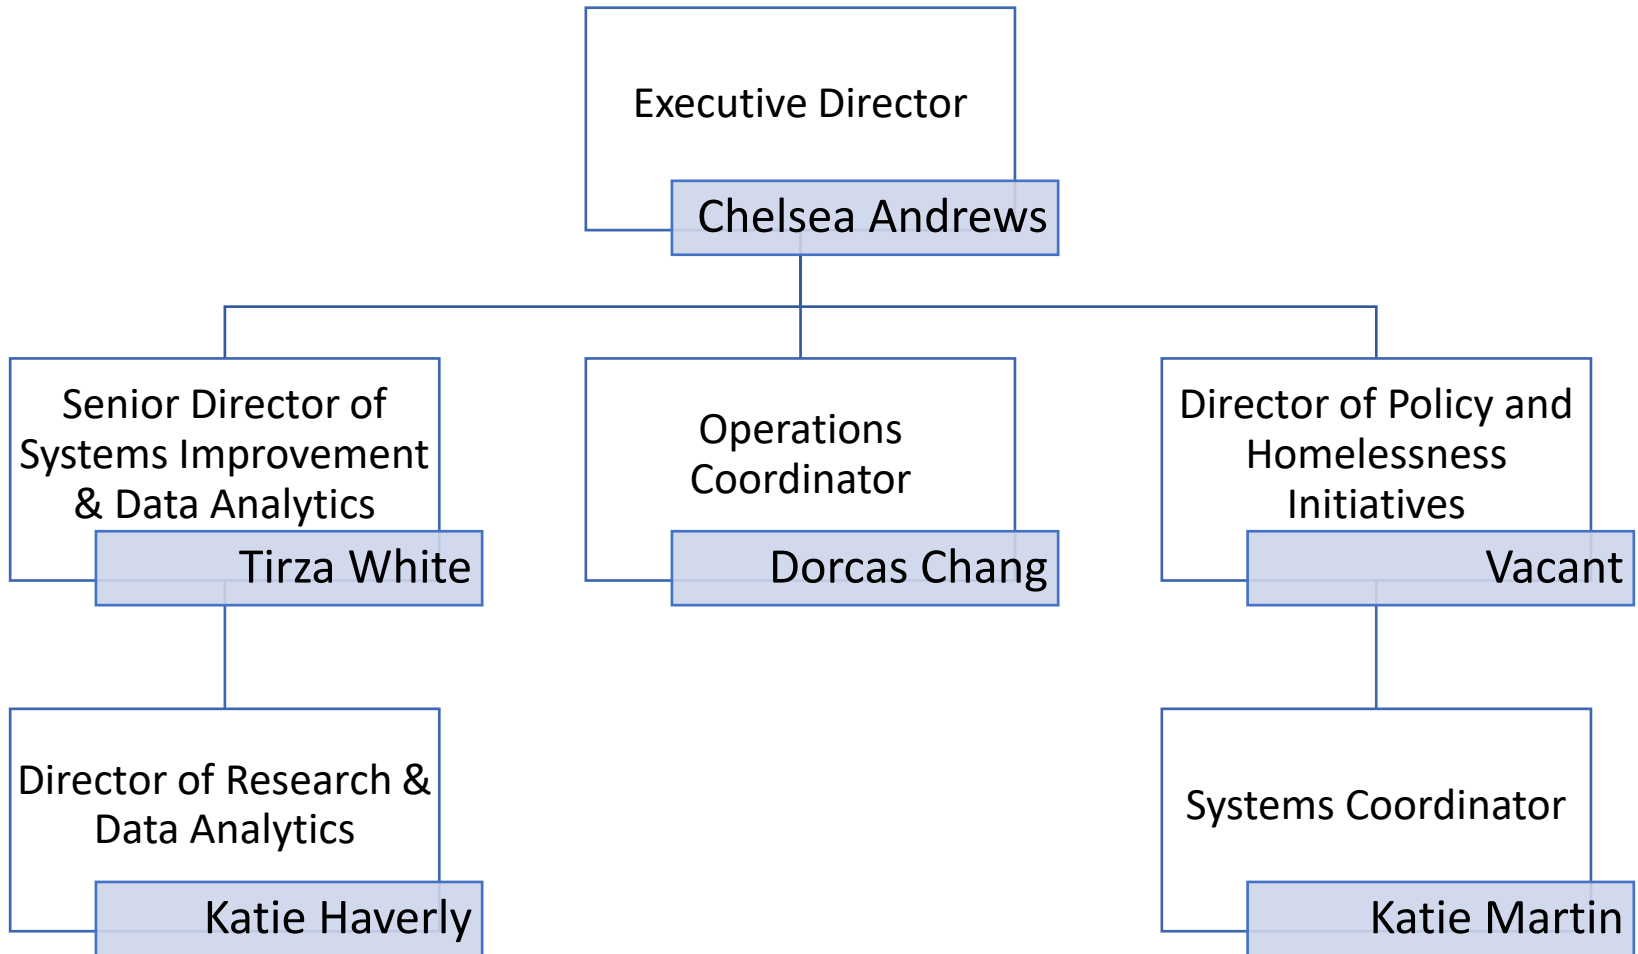 Executive Director
Chelsea Andrews
Senior Director of
Systems Improvement
& Data Analytics
Tirza White
Operations
Coordinator
Dorcas Chang
Director of Policy and
Homelessness
Initiatives
Vacant
Director of Research &
Data Analytics
Katie Haverly
Systems Coordinator
Katie Martin